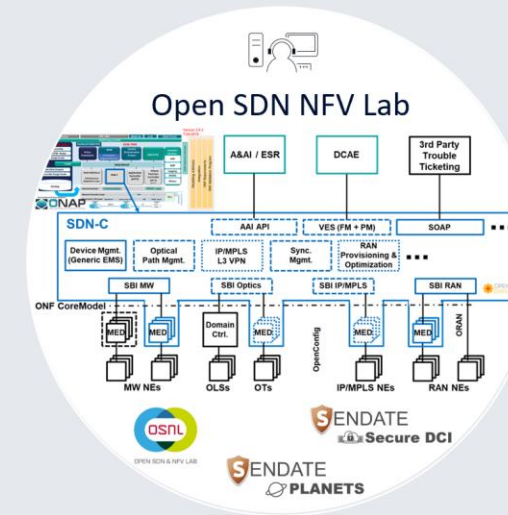 Open SDN NFV Lab
ONAP
A&AI / ESR
DCAE
3rd Party
Trouble
Ticketing
SDN-C
AAI API
VES (FM + PM)
SOAP
Device Mgmt.
(Generic EMS)
Optical
Path Mgmt.
IP/MPLS
L3 VPN
Sync.
Mgmt.
RAN
Provisioning &
Optimization
SBI MW
SBI Optics
SBI IP/MPLS
SBI RAN
ONF CoreModel
MED
MED
Domain
Ctrl.
MED
OpenConfig
MED
MED
ORAN
MW NEs
OLSs
OTs
IP/MPLS NEs
RAN NEs
OSNL
OPEN SDN & NFV LAB
SENDATE
Secure DCI
SENDATE
PLANETS